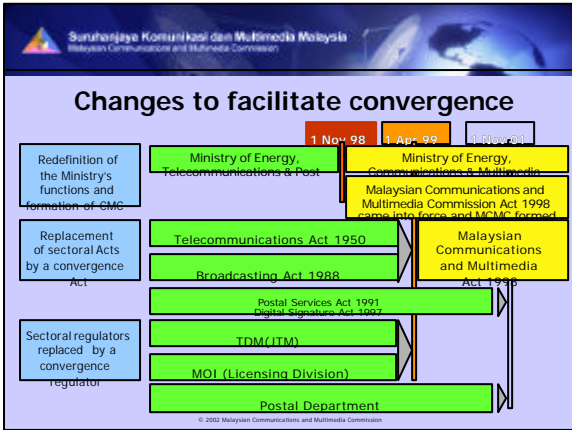 Suruhanjaya Komunikasi dan Multimedia Malaysia
Malaysian Communications and Multimedia Commission
Changes to facilitate convergence
1 Nov 98
1 Apr 99
1 Nov 01
Redefinition of
the Ministry's
functions and
formation of CMC
Ministry of Energy,
Telecommunications & Post
Ministry of Energy,
Communications & Multimedia
Malaysian Communications and
Multimedia Commission Act 1998
came into force and MCMC formed
Replacement
of sectoral Acts
by a convergence
Act
Telecommunications Act 1950
Broadcasting Act 1988
Malaysian
Communications
and Multimedia
Act 1998
Postal Services Act 1991
Digital Signature Act 1997
Sectoral regulators
replaced by a
convergence
regulator
TDM(JTM)
MOI (Licensing Division)
Postal Department
© 2002 Malaysian Communications and Multimedia Commission